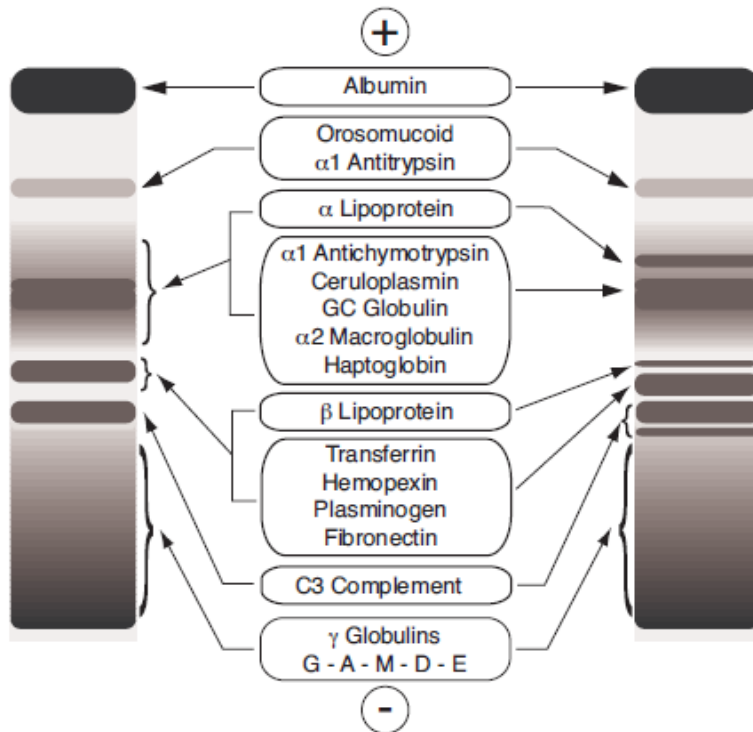 +
Albumin
Orosomucoid
α1 Antitrypsin
α Lipoprotein
α1 Antichymotrypsin
Ceruloplasmin
GC Globulin
α2 Macroglobulin
Haptoglobin
β Lipoprotein
Transferrin
Hemopexin
Plasminogen
Fibronectin
C3 Complement
γ Globulins
G - A - M - D - E
-